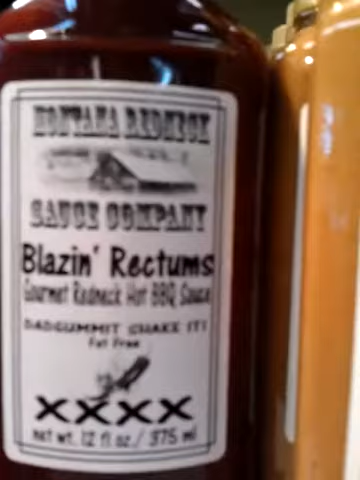 MONTANA REDNECK
SAUCE COMPANY
Blazin' Rectums
Gourmet Redneck Hot BBQ Sauce
DADGUMMIT SHAKE IT!
Fat Free
XXXX
net wt. 12 fl oz / 375 ml